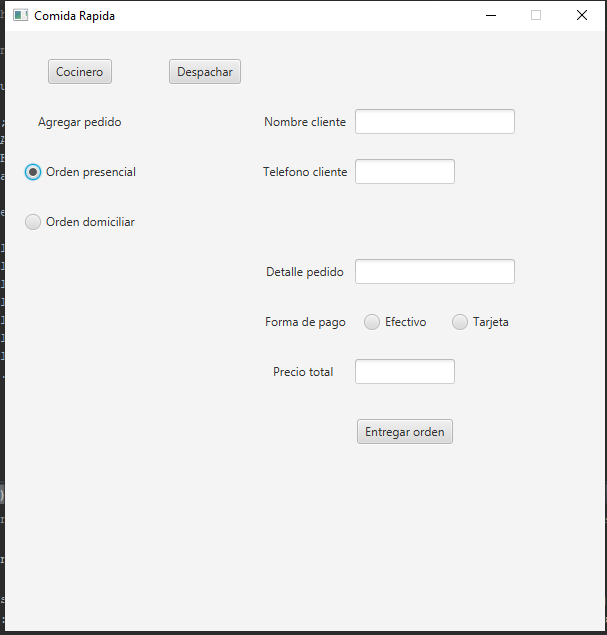 Comida Rapida
Cocinero Despachar
Agregar pedido Nombre cliente
Orden presencial Telefono cliente
Orden domiciliar
Detalle pedido
Forma de pago Efectivo Tarjeta
Precio total
Entregar orden